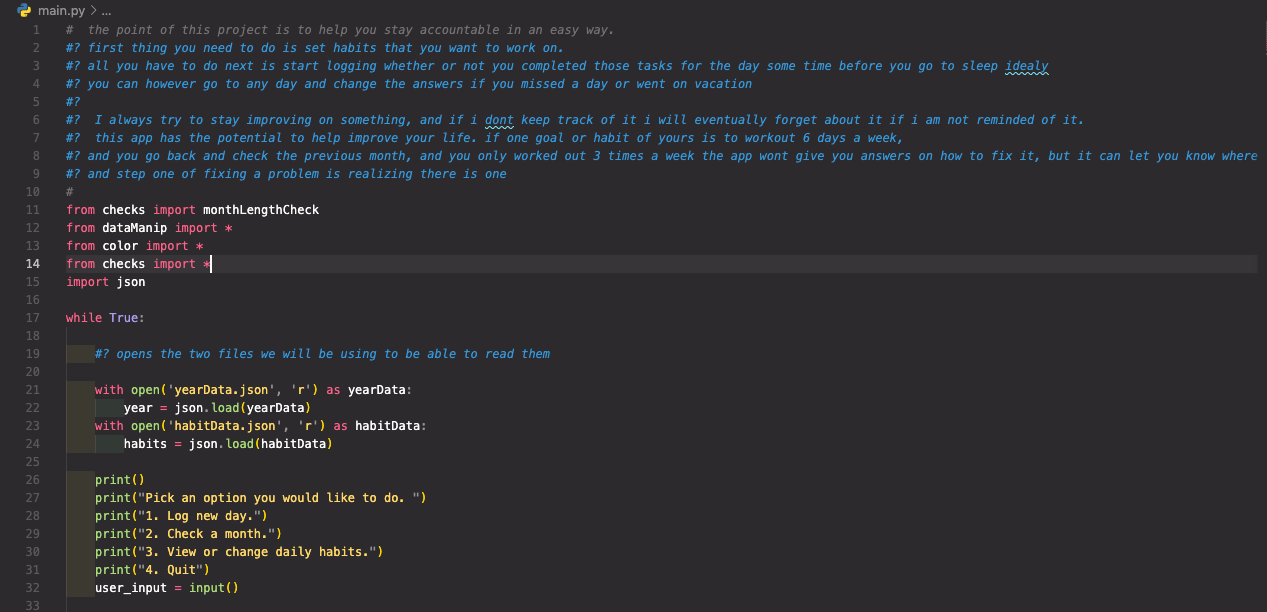 main.py > ...
1 # the point of this project is to help you stay accountable in an easy way.
2 #? first thing you need to do is set habits that you want to work on.
3 #? all you have to do next is start logging whether or not you completed those tasks for the day some time before you go to sleep idealy
4 #? you can however go to any day and change the answers if you missed a day or went on vacation
5 #?
6 #?  I always try to stay improving on something, and if i dont keep track of it i will eventually forget about it if i am not reminded of it.
7 #?  this app has the potential to help improve your life. if one goal or habit of yours is to workout 6 days a week,
8 #? and you go back and check the previous month, and you only worked out 3 times a week the app wont give you answers on how to fix it, but it can let you know where
9 #? and step one of fixing a problem is realizing there is one
10 #
11 from checks import monthLengthCheck
12 from dataManip import *
13 from color import *
14 from checks import *
15 import json
16
17 while True:
18
19     #? opens the two files we will be using to be able to read them
20
21     with open('yearData.json', 'r') as yearData:
22         year = json.load(yearData)
23     with open('habitData.json', 'r') as habitData:
24         habits = json.load(habitData)
25
26     print()
27     print("Pick an option you would like to do. ")
28     print("1. Log new day.")
29     print("2. Check a month.")
30     print("3. View or change daily habits.")
31     print("4. Quit")
32     user_input = input()
33